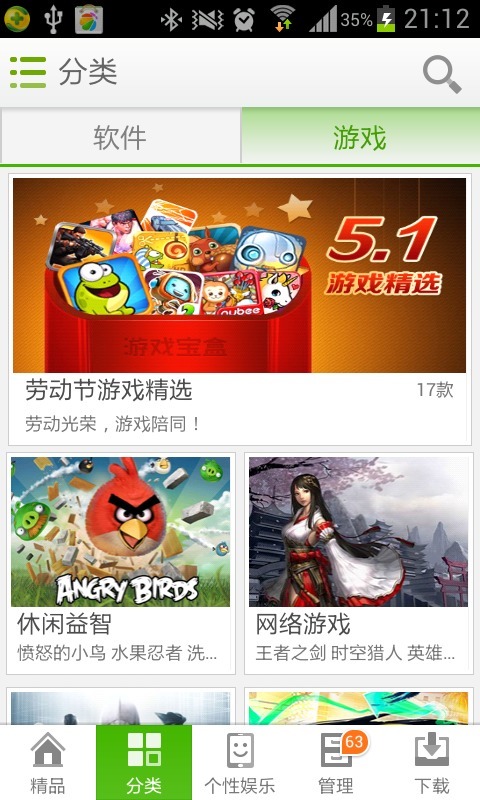 35% 21:12
分类
软件 游戏
5.1
游戏精选
nubee
游戏宝盒
劳动节游戏精选 17款
劳动光荣，游戏陪同！
ANGRY BIRDS
休闲益智 网络游戏
愤怒的小鸟 水果忍者 洗... 王者之剑 时空猎人 英雄...
63
精品 分类 个性娱乐 管理 下载